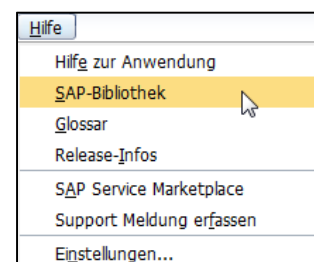 Hilfe
Hilfe zur Anwendung
SAP-Bibliothek
Glossar
Release-Infos
SAP Service Marketplace
Support Meldung erfassen
Einstellungen...